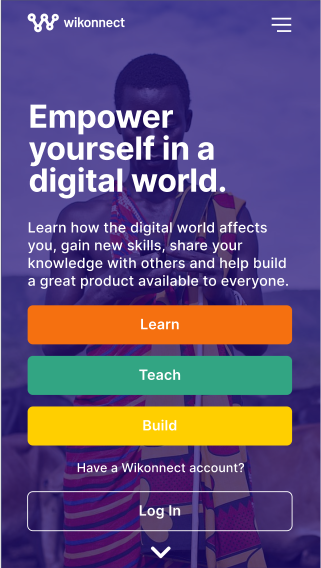 wikonnect
Empower
yourself in a
digital world.
Learn how the digital world affects
you, gain new skills, share your
knowledge with others and help build
a great product available to everyone.
Learn
Teach
Build
Have a Wikonnect account?
Log In